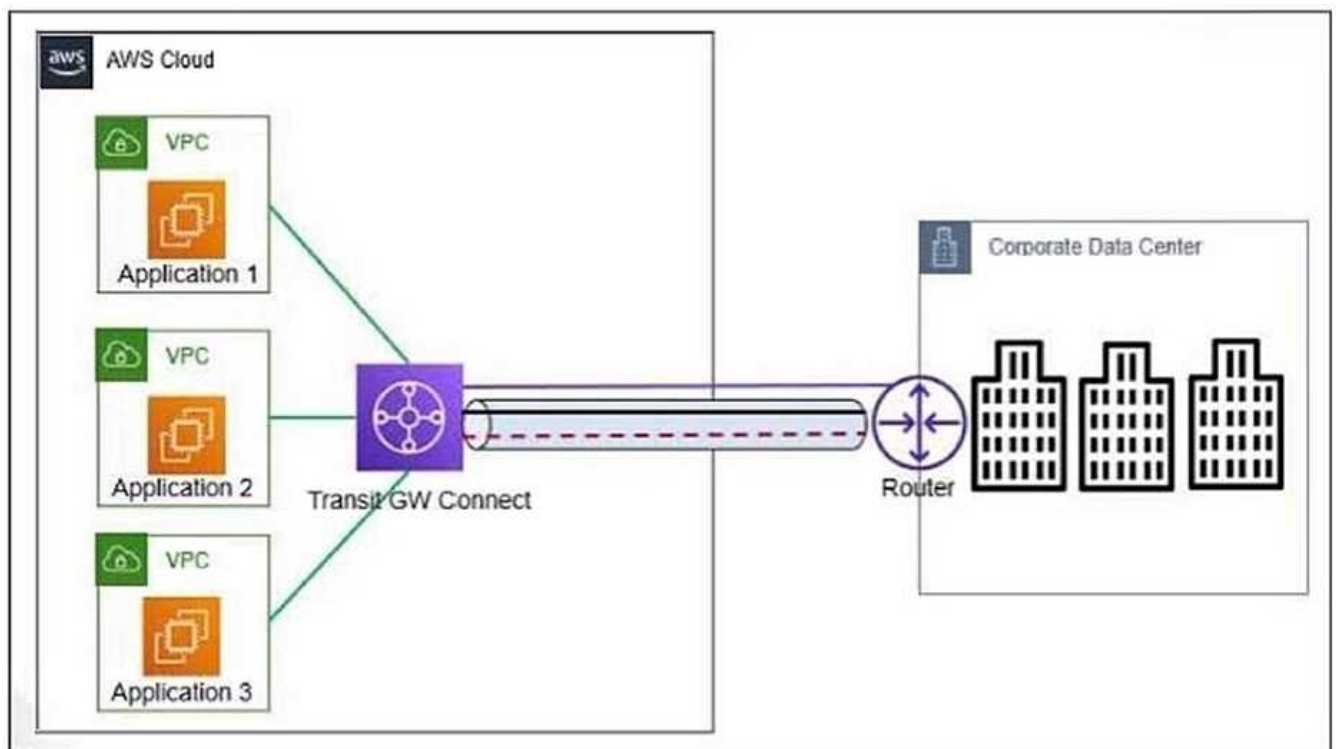 aws
AWS Cloud
VPC
Application 1
VPC
Application 2
Transit GW Connect
VPC
Application 3
Corporate Data Center
Router